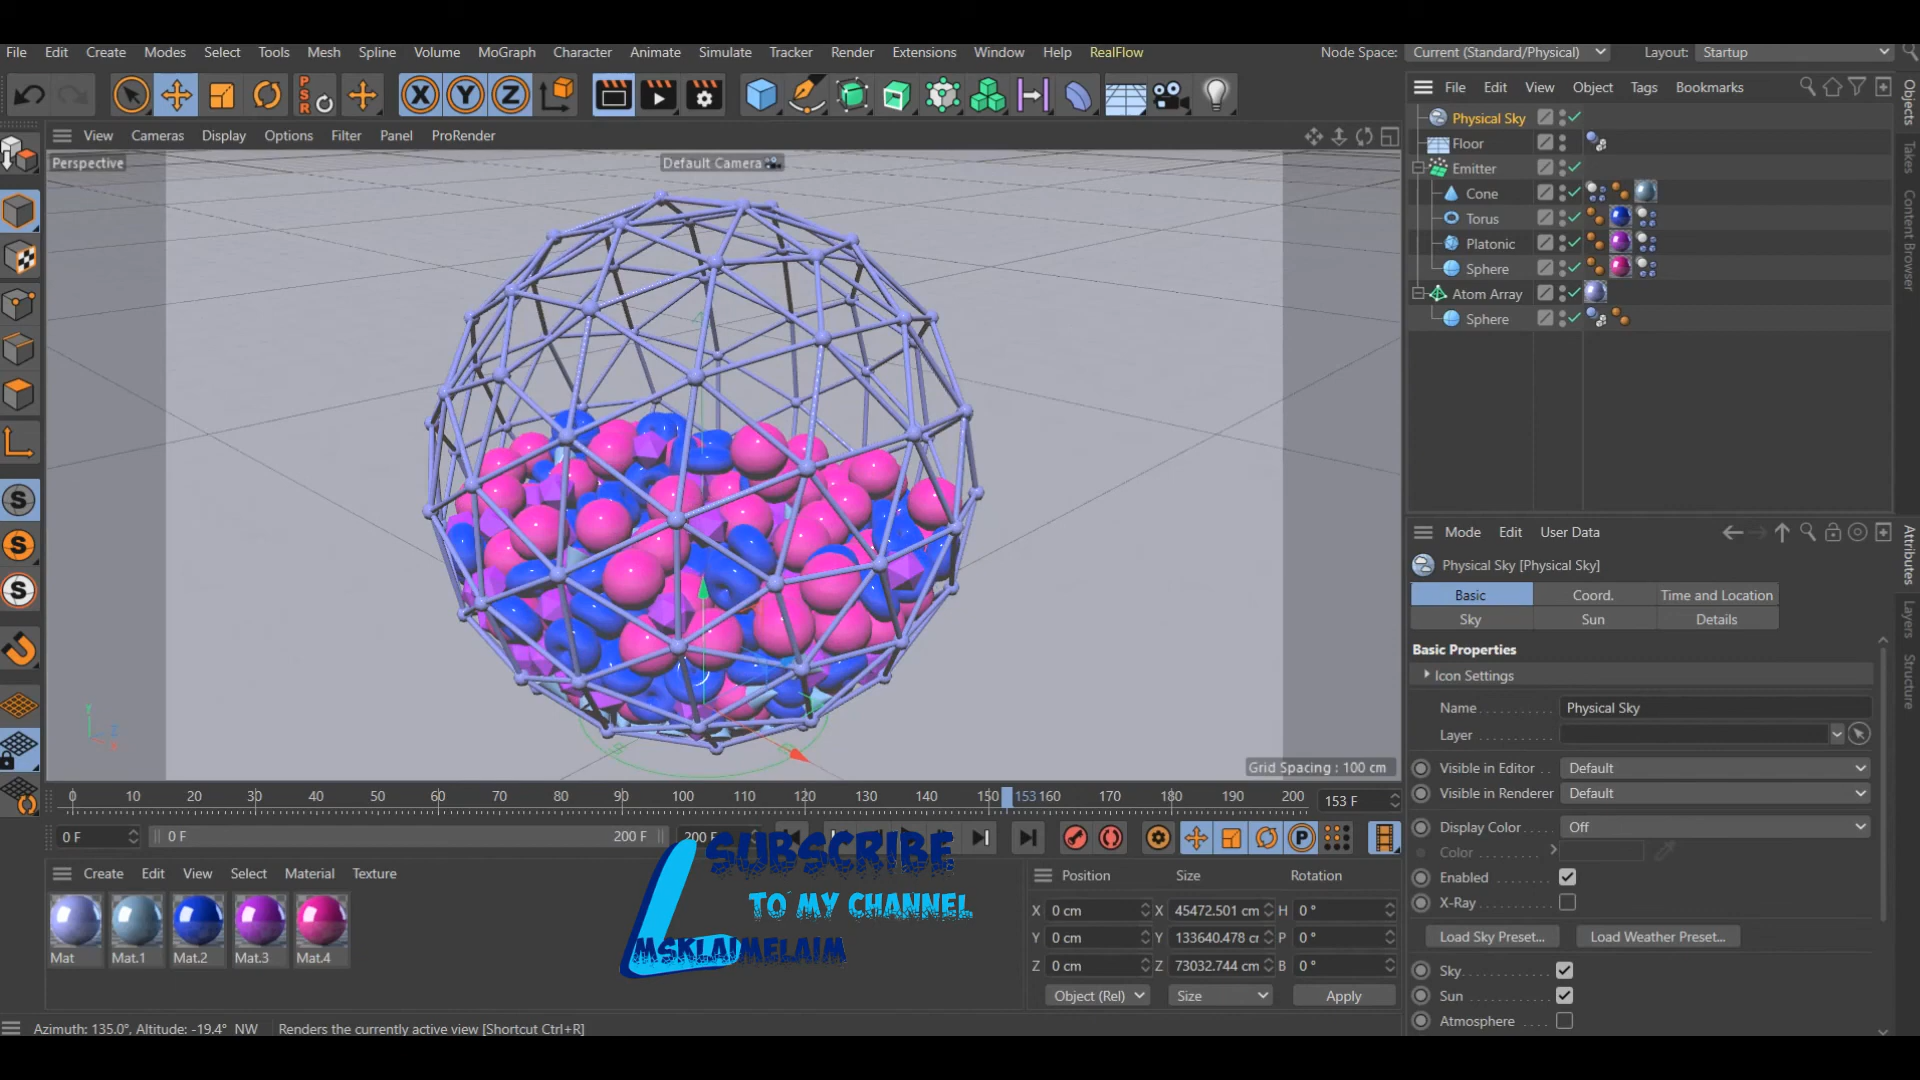 File Edit Create Modes Select Tools Mesh Spline Volume MoGraph Character Animate Simulate Tracker Render Extensions Window Help RealFlow Node Space: Current (Standard/Physical) Layout: Startup
PSR X Y Z
File Edit View Object Tags Bookmarks
View Cameras Display Options Filter Panel ProRender
Perspective Default Camera
Physical Sky
Floor
Emitter
Cone
Torus
Platonic
Sphere
Atom Array
Sphere
Objects
Takes
Content Browser
S
S
S
Y
Z
X
Grid Spacing : 100 cm
0 10 20 30 40 50 60 70 80 90 100 110 120 130 140 150 153 160 170 180 190 200 153 F
0 F 0 F 200 F 200 F P
Create Edit View Select Material Texture
Mat Mat.1 Mat.2 Mat.3 Mat.4
SUBSCRIBE
TO MY CHANNEL
MSKLAIMELAIM
Position Size Rotation
X 0 cm X 45472.501 cm H 0 °
Y 0 cm Y 133640.478 cr P 0 °
Z 0 cm Z 73032.744 cm B 0 °
Object (Rel) Size Apply
Azimuth: 135.0°, Altitude: -19.4° NW Renders the currently active view [Shortcut Ctrl+R]
Mode Edit User Data
Physical Sky [Physical Sky]
Basic Coord. Time and Location
Sky Sun Details
Basic Properties
Icon Settings
Name Physical Sky
Layer
Visible in Editor Default
Visible in Renderer Default
Display Color Off
Color
Enabled
X-Ray
Load Sky Preset... Load Weather Preset...
Sky
Sun
Atmosphere
Attributes
Layers
Structure